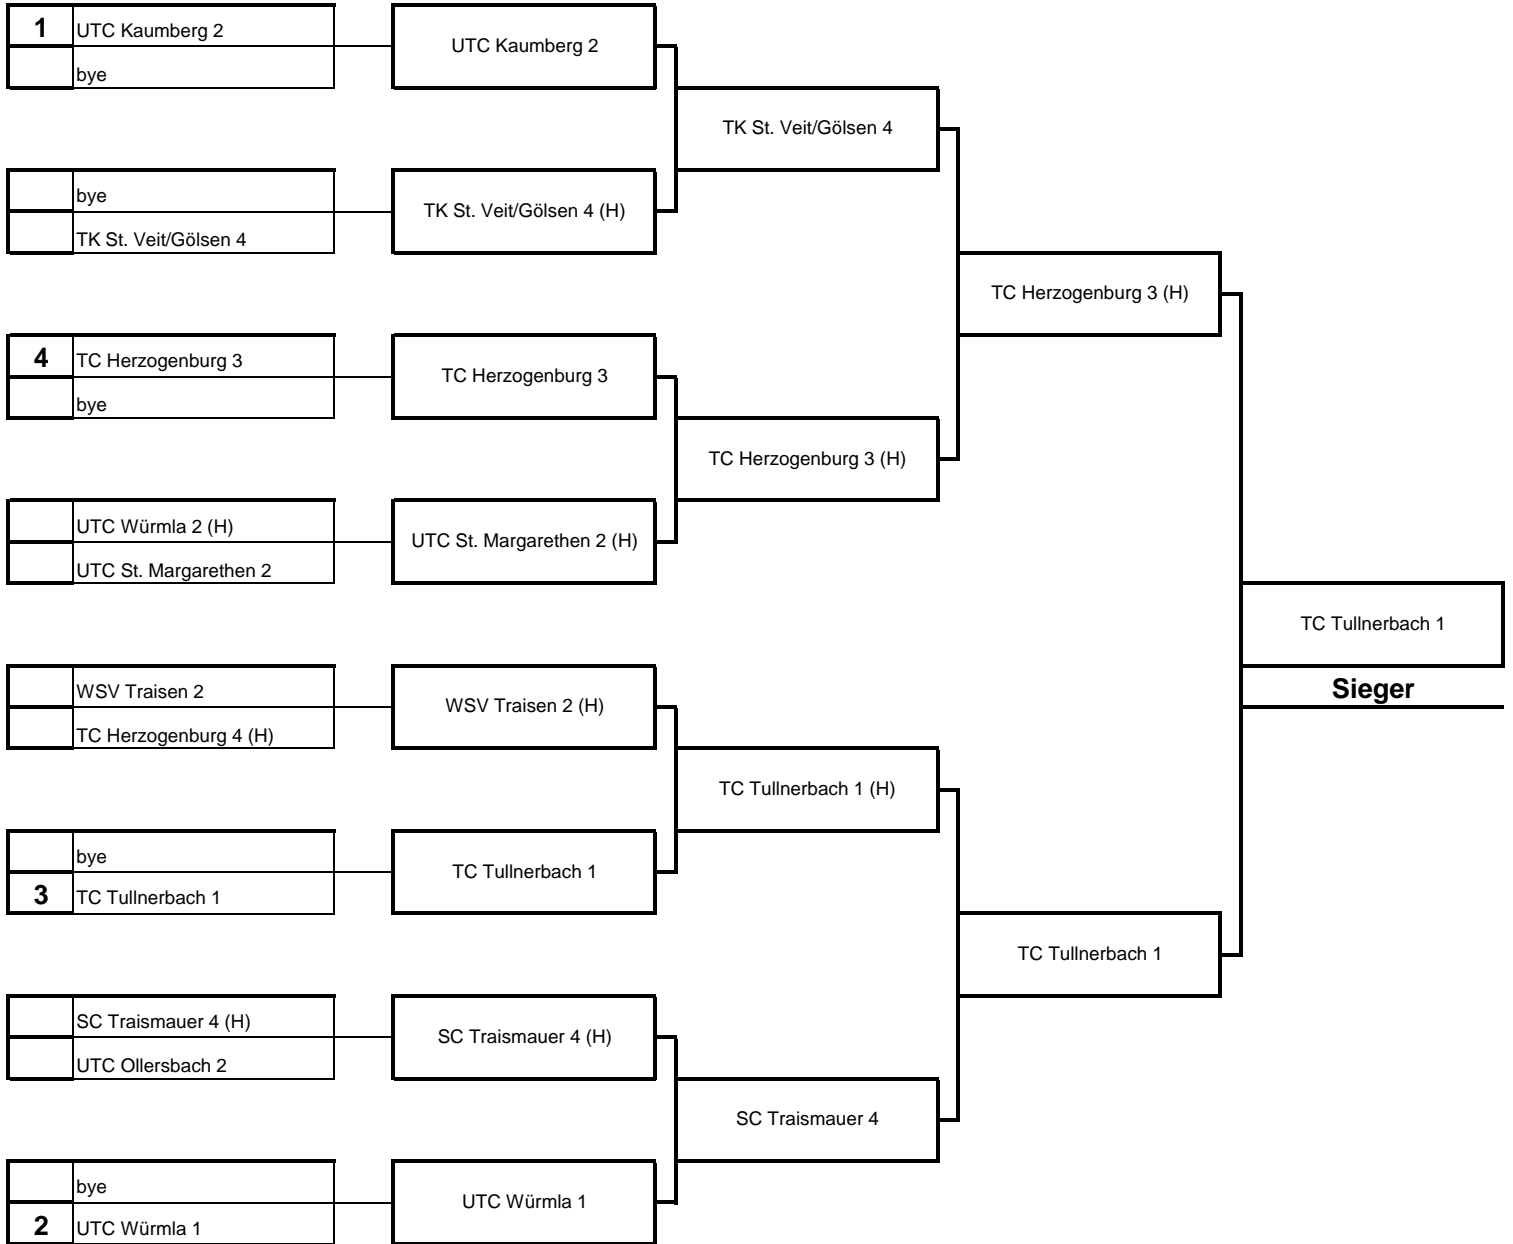 1 UTC Kaumberg 2
bye
UTC Kaumberg 2
TK St. Veit/Gölsen 4
bye
TK St. Veit/Gölsen 4
TK St. Veit/Gölsen 4 (H)
TC Herzogenburg 3 (H)
4 TC Herzogenburg 3
bye
TC Herzogenburg 3
TC Herzogenburg 3 (H)
UTC Würmla 2 (H)
UTC St. Margarethen 2
UTC St. Margarethen 2 (H)
TC Tullnerbach 1
Sieger
WSV Traisen 2
TC Herzogenburg 4 (H)
WSV Traisen 2 (H)
TC Tullnerbach 1 (H)
bye
3 TC Tullnerbach 1
TC Tullnerbach 1
TC Tullnerbach 1
SC Traismauer 4 (H)
UTC Ollersbach 2
SC Traismauer 4 (H)
SC Traismauer 4
bye
2 UTC Würmla 1
UTC Würmla 1